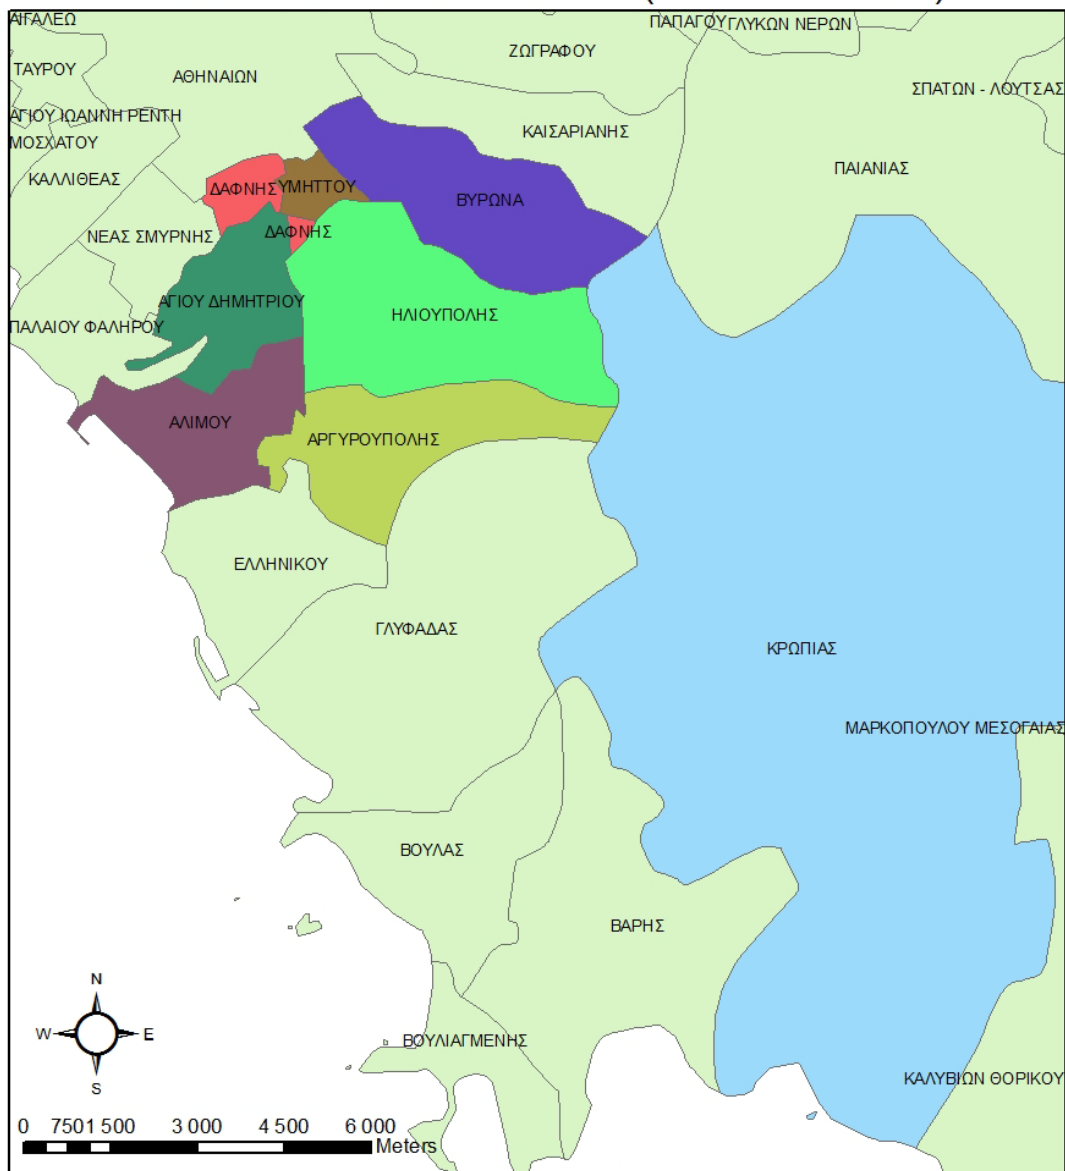 ΑΙΓΑΛΕΩ
ΠΑΠΑΓΟΥ
ΓΛΥΚΩΝ ΝΕΡΩΝ
ΖΩΓΡΑΦΟΥ
ΤΑΥΡΟΥ
ΑΘΗΝΑΙΩΝ
ΣΠΑΤΩΝ - ΛΟΥΤΣΑΣ
ΑΓΙΟΥ ΙΩΑΝΝΗ ΡΕΝΤΗ
ΚΑΙΣΑΡΙΑΝΗΣ
ΜΟΣΧΑΤΟΥ
ΠΑΙΑΝΙΑΣ
ΚΑΛΛΙΘΕΑΣ
ΔΑΦΝΗΣ
ΥΜΗΤΤΟΥ
ΒΥΡΩΝΑ
ΝΕΑΣ ΣΜΥΡΝΗΣ
ΔΑΦΝΗΣ
ΑΓΙΟΥ ΔΗΜΗΤΡΙΟΥ
ΗΛΙΟΥΠΟΛΗΣ
ΠΑΛΑΙΟΥ ΦΑΛΗΡΟΥ
ΑΛΙΜΟΥ
ΑΡΓΥΡΟΥΠΟΛΗΣ
ΕΛΛΗΝΙΚΟΥ
ΓΛΥΦΑΔΑΣ
ΚΡΩΠΙΑΣ
ΜΑΡΚΟΠΟΥΛΟΥ ΜΕΣΟΓΑΙΑΣ
ΒΟΥΛΑΣ
ΒΑΡΗΣ
N
W E
S
ΒΟΥΛΙΑΓΜΕΝΗΣ
ΚΑΛΥΒΙΩΝ ΘΟΡΙΚΟΥ
0 750 1 500 3 000 4 500 6 000
Meters